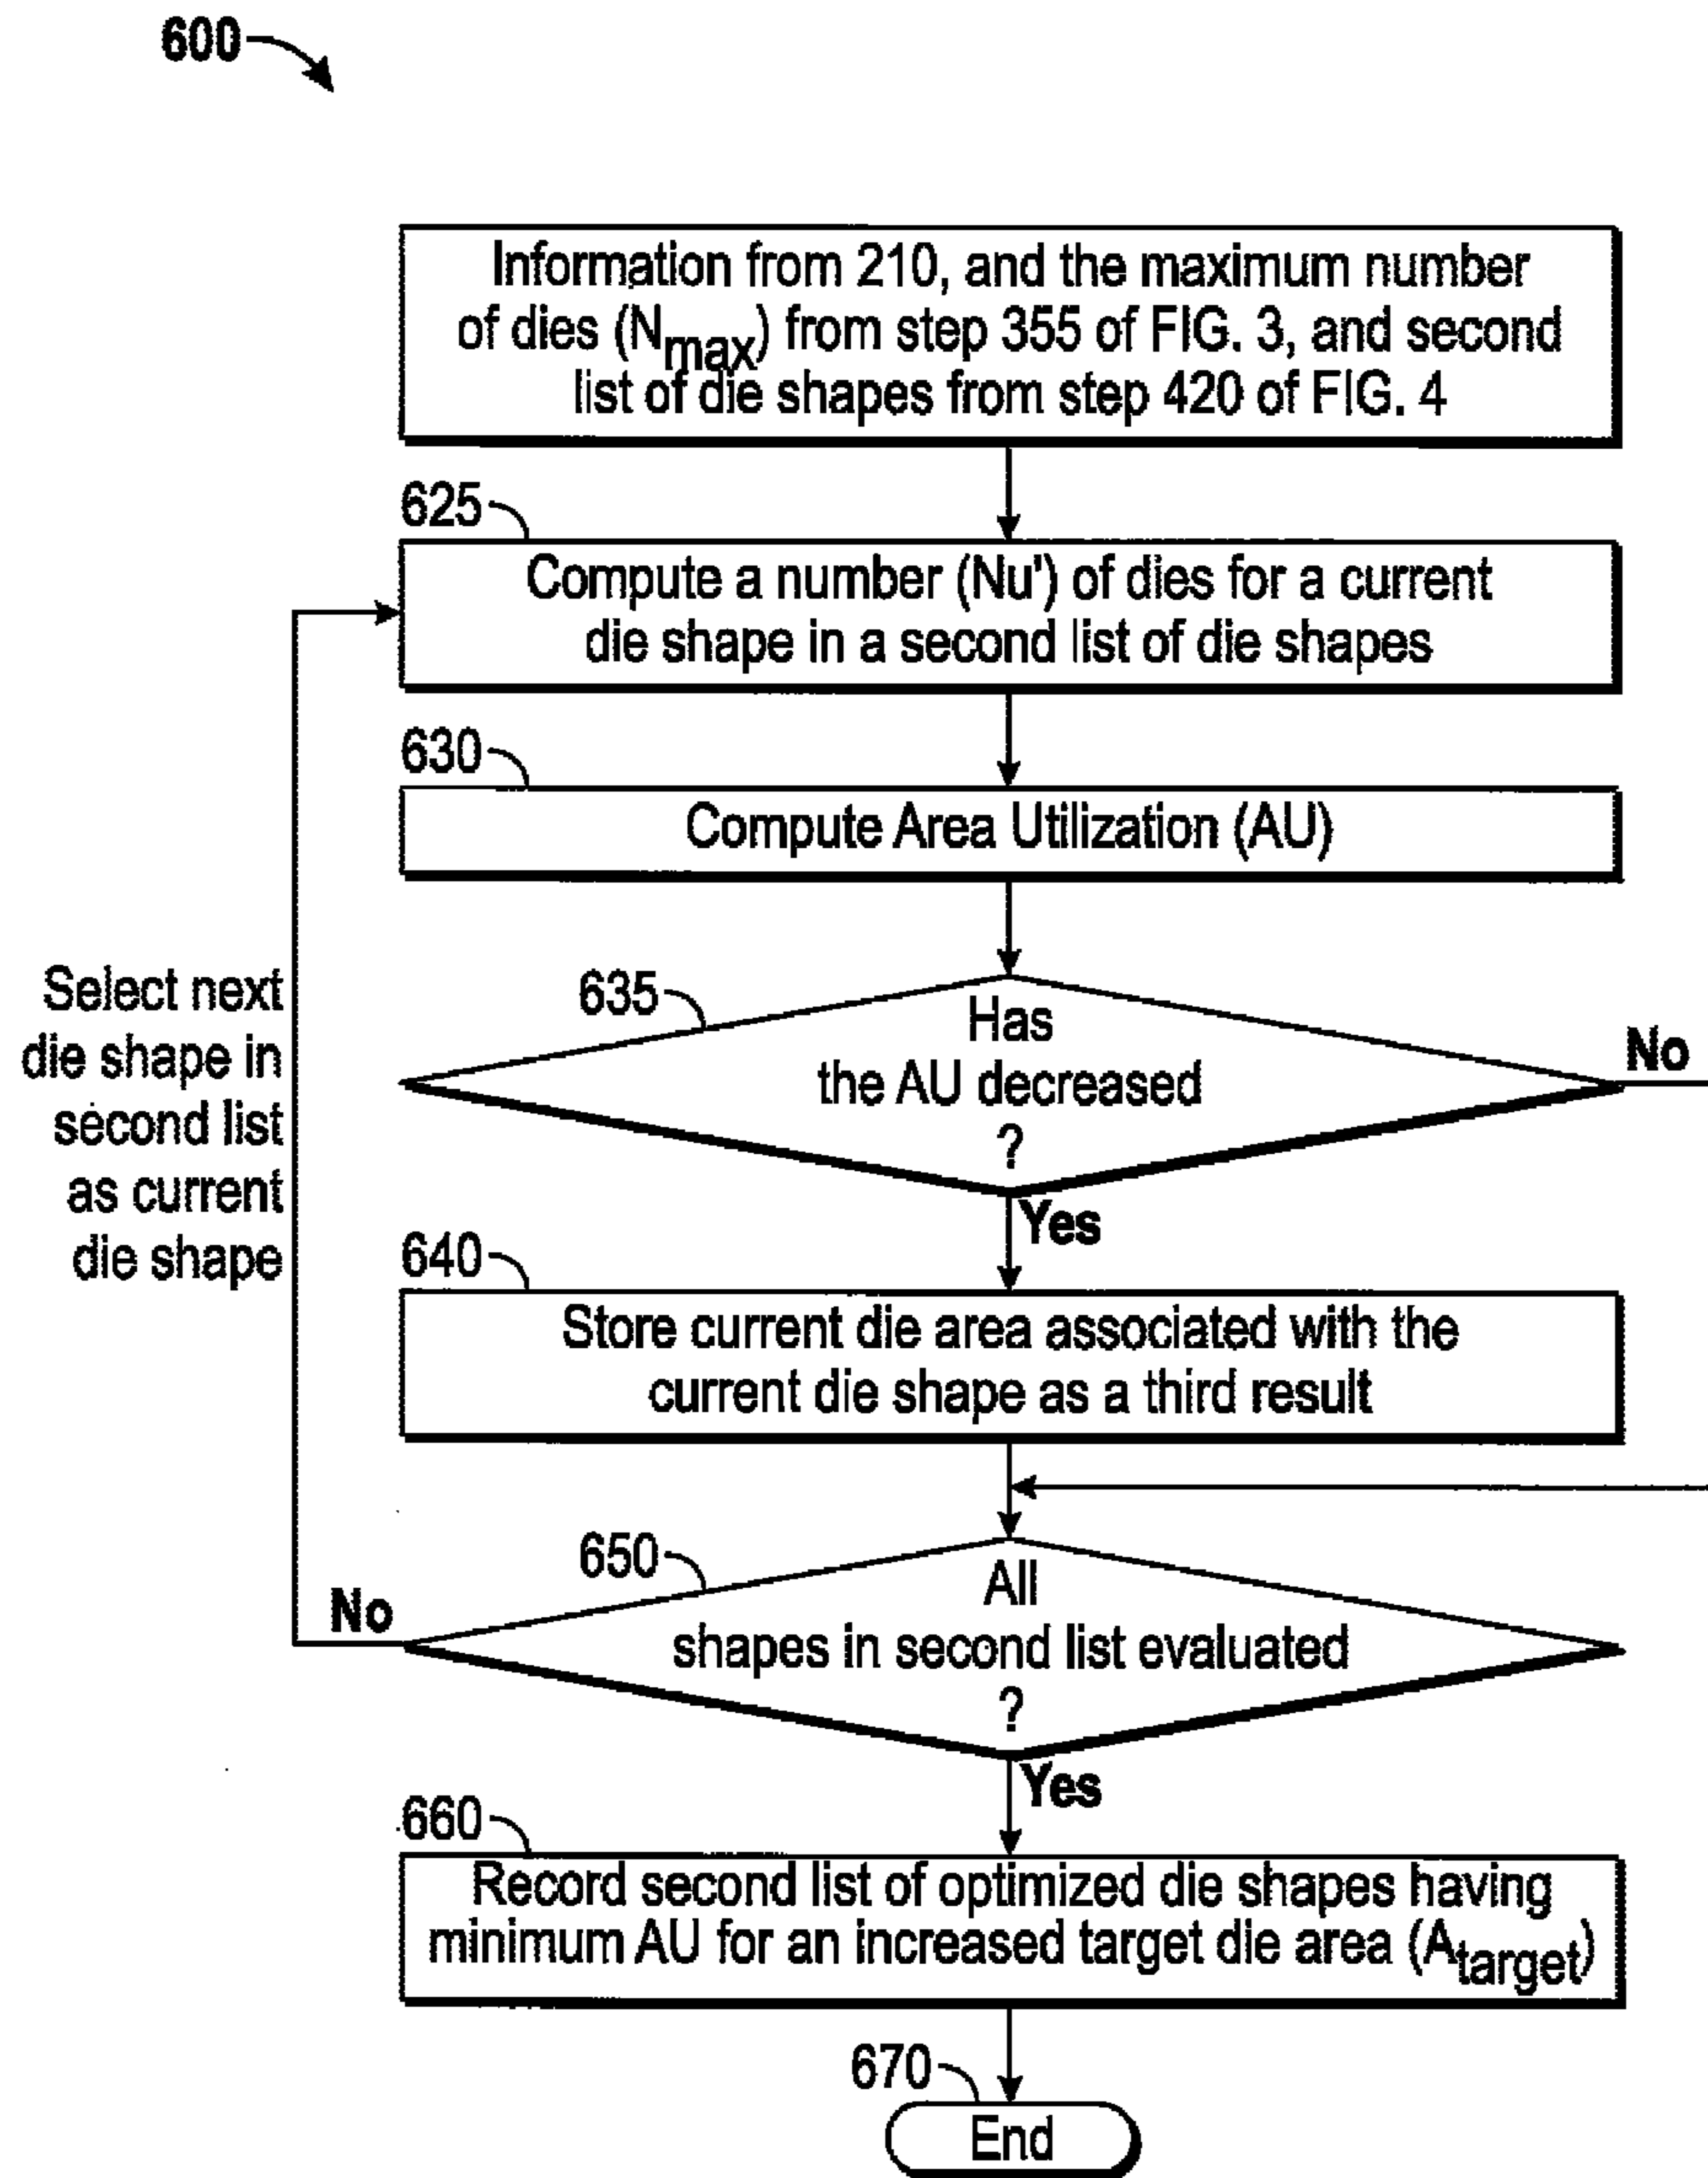 600
Information from 210, and the maximum number
of dies (Nmax) from step 355 of FIG. 3, and second
list of die shapes from step 420 of FIG. 4
625
Compute a number (Nu') of dies for a current
die shape in a second list of die shapes
630
Compute Area Utilization (AU)
Select next
die shape in
second list
as current
die shape
635
Has
the AU decreased
?
No
Yes
640
Store current die area associated with the
current die shape as a third result
650
All
shapes in second list evaluated
?
No
Yes
660
Record second list of optimized die shapes having
minimum AU for an increased target die area (Atarget)
670
End